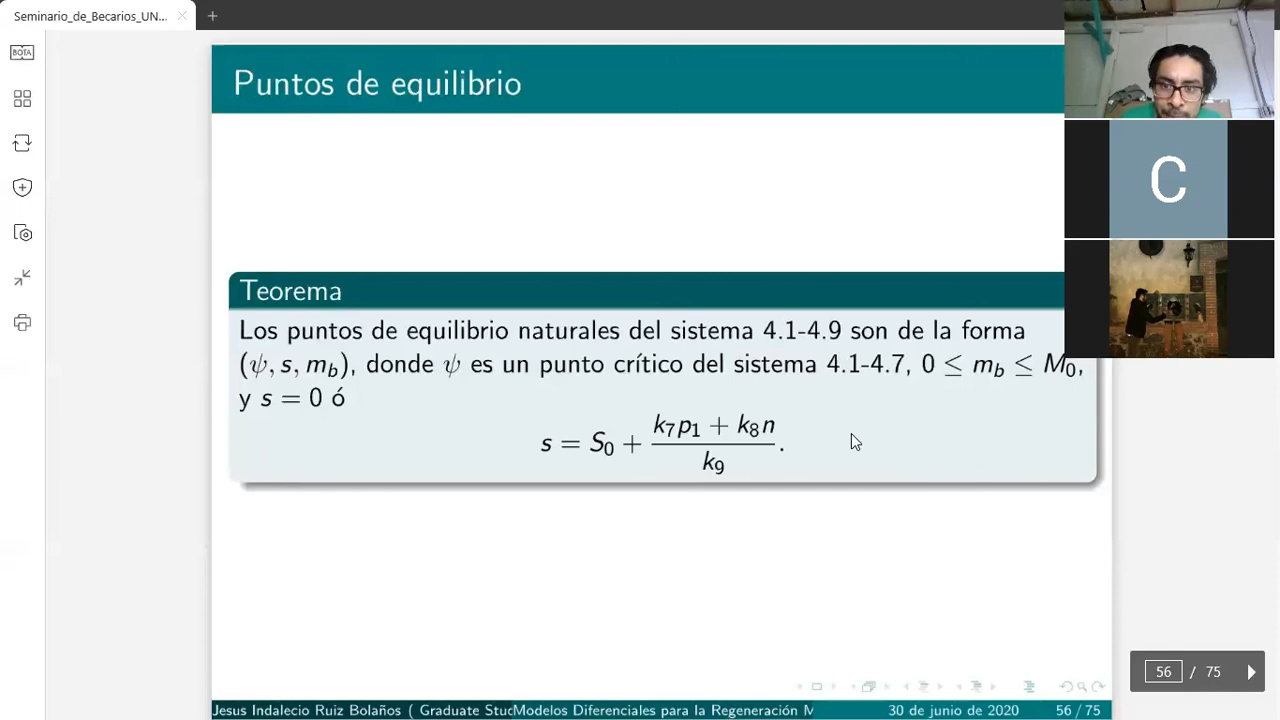 Seminario_de_Becarios_UN...
BOTA
Puntos de equilibrio
C
Teorema
Los puntos de equilibrio naturales del sistema 4.1-4.9 son de la forma
(ψ, s, m_b), donde ψ es un punto crítico del sistema 4.1-4.7, 0 ≤ m_b ≤ M_0,
y s = 0 ó
s = S_0 + (k_7p_1 + k_8n) / k_9.
56 / 75
Jesus Indalecio Ruiz Bolaños ( Graduate Stud Modelos Diferenciales para la Regeneración M 30 de junio de 2020 56 / 75